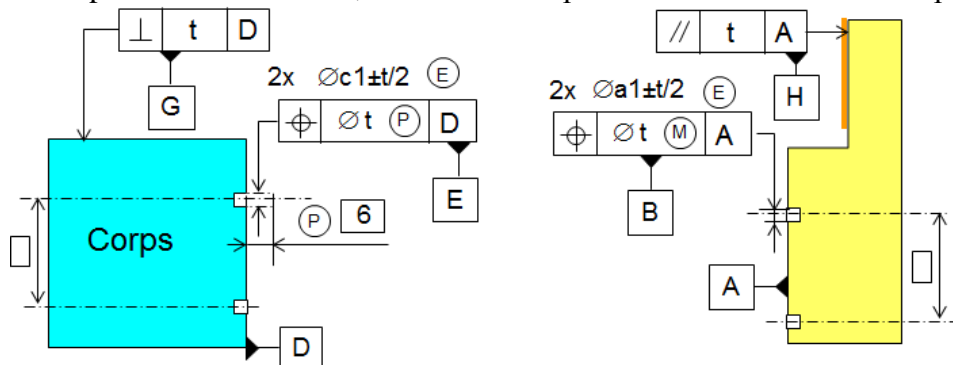 ⊥ t D
G
2x ∅c1±t/2 Ⓔ
⌖ ∅ t Ⓟ D
E
Ⓟ 6
Corps
D
// t A
H
2x ∅a1±t/2 Ⓔ
⌖ ∅ t Ⓜ A
B
A